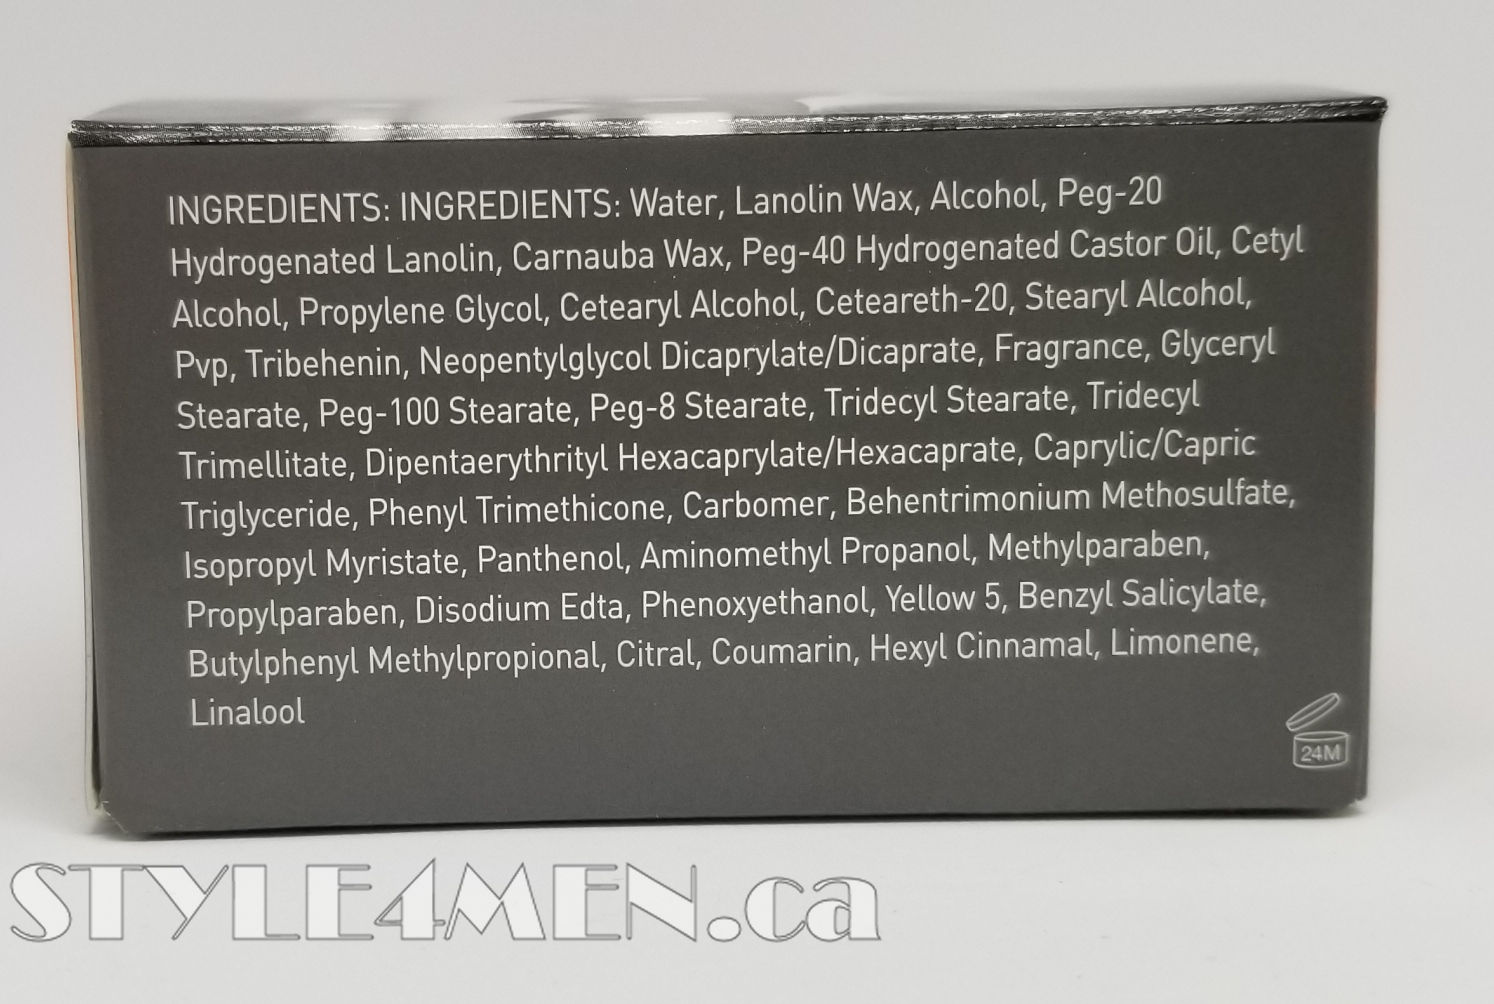 INGREDIENTS: INGREDIENTS: Water, Lanolin Wax, Alcohol, Peg-20
Hydrogenated Lanolin, Carnauba Wax, Peg-40 Hydrogenated Castor Oil, Cetyl
Alcohol, Propylene Glycol, Cetearyl Alcohol, Ceteareth-20, Stearyl Alcohol,
Pvp, Tribehenin, Neopentylglycol Dicaprylate/Dicaprate, Fragrance, Glyceryl
Stearate, Peg-100 Stearate, Peg-8 Stearate, Tridecyl Stearate, Tridecyl
Trimellitate, Dipentaerythrityl Hexacaprylate/Hexacaprate, Caprylic/Capric
Triglyceride, Phenyl Trimethicone, Carbomer, Behentrimonium Methosulfate,
Isopropyl Myristate, Panthenol, Aminomethyl Propanol, Methylparaben,
Propylparaben, Disodium Edta, Phenoxyethanol, Yellow 5, Benzyl Salicylate,
Butylphenyl Methylpropional, Citral, Coumarin, Hexyl Cinnamal, Limonene,
Linalool
24M
STYLE4MEN.ca